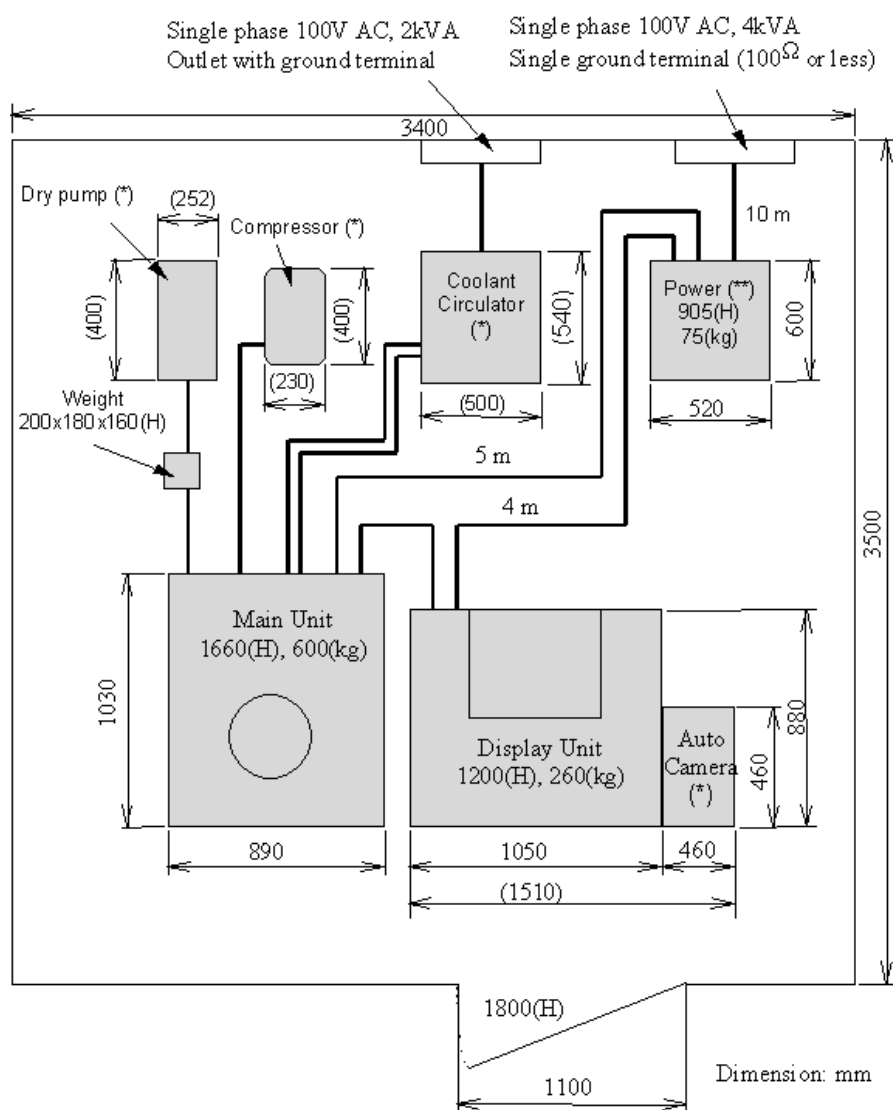 Single phase 100V AC, 2kVA
Outlet with ground terminal
Single phase 100V AC, 4kVA
Single ground terminal (100Ω or less)
3400
Dry pump (*)
(252)
Compressor (*)
10 m
(400)
(400)
Coolant
Circulator
(*)
(540)
Power (**)
905(H)
75(kg)
600
(230)
(500)
520
Weight
200x180x160(H)
5 m
4 m
3500
Main Unit
1660(H), 600(kg)
1030
Display Unit
1200(H), 260(kg)
Auto
Camera
(*)
460
880
890
1050
460
(1510)
1800(H)
1100
Dimension: mm